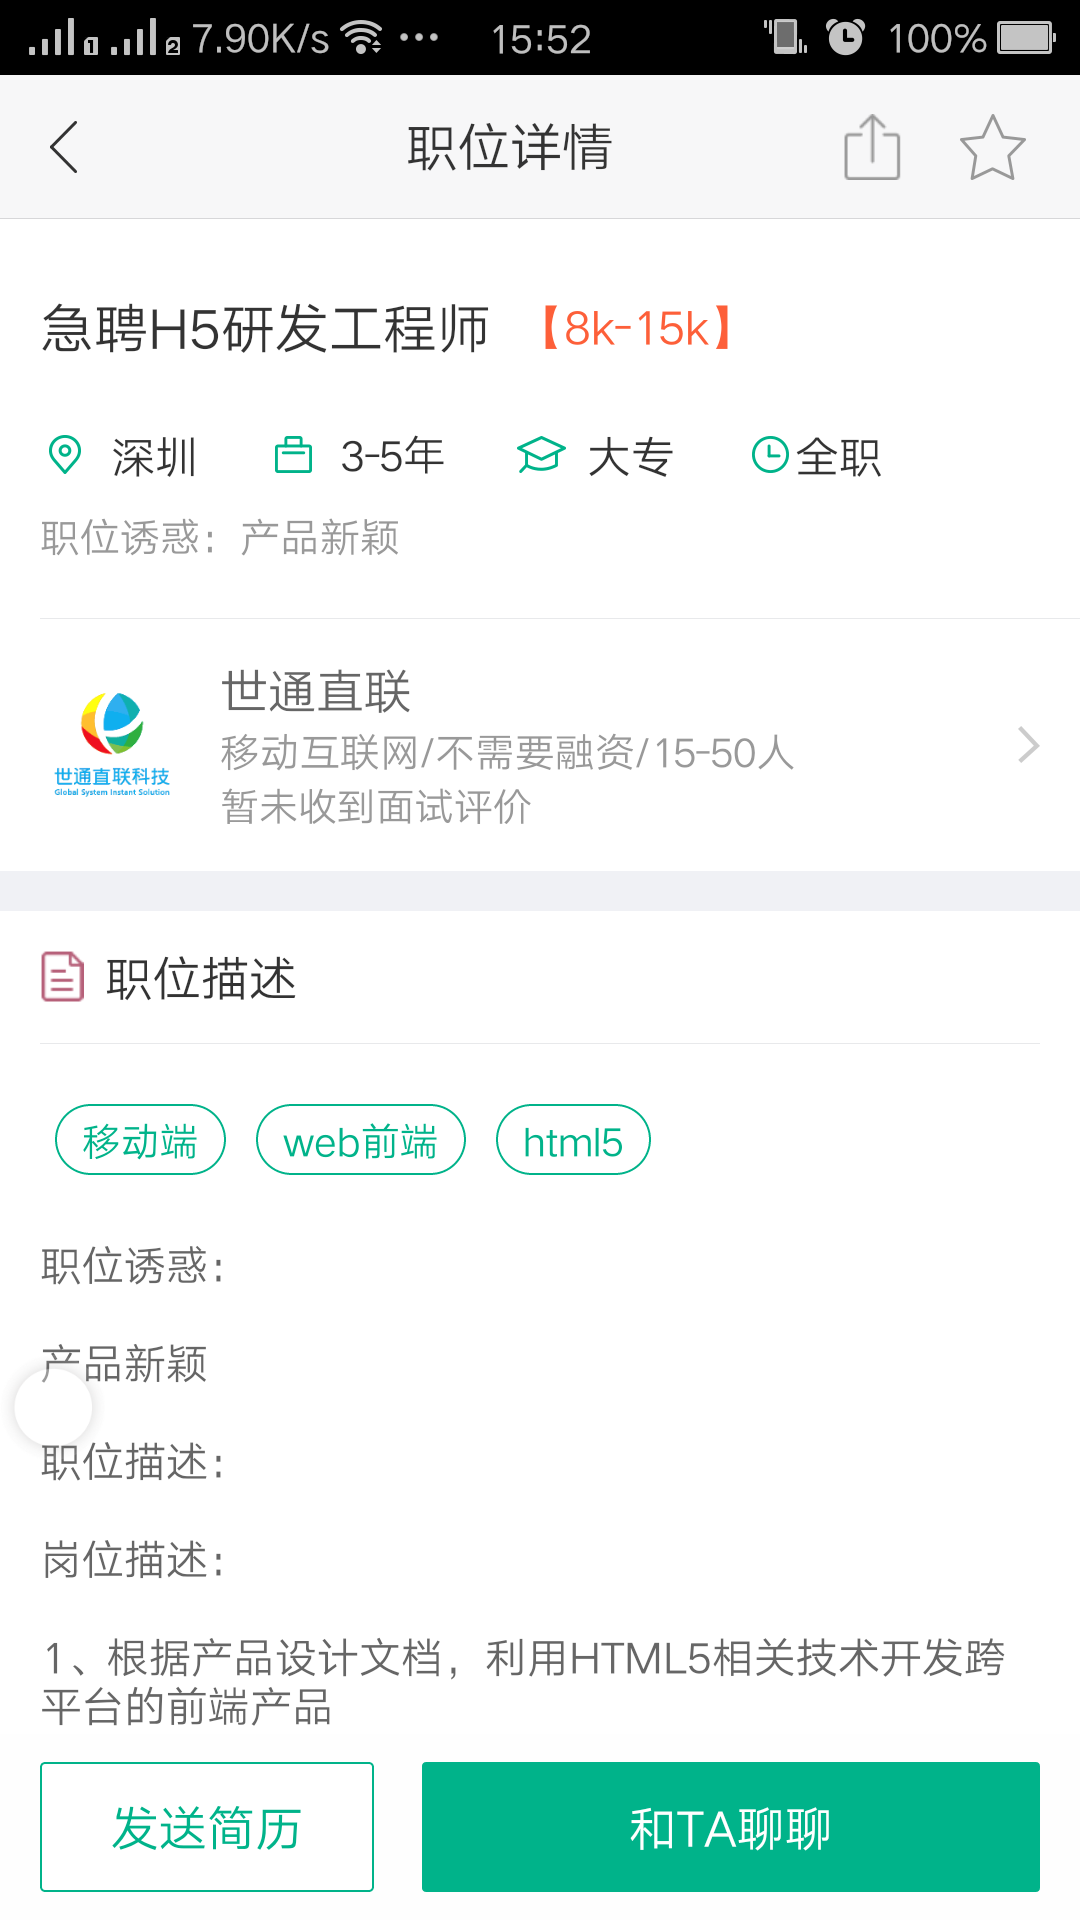 1 2 7.90K/s 15:52 100%
职位详情
急聘H5研发工程师 【8k-15k】
深圳 3-5年 大专 全职
职位诱惑：产品新颖
世通直联
移动互联网/不需要融资/15-50人
暂未收到面试评价
世通直联科技
Global System Instant Solution
职位描述
移动端 web前端 html5
职位诱惑：
产品新颖
职位描述：
岗位描述：
1、根据产品设计文档，利用HTML5相关技术开发跨
平台的前端产品
发送简历 和TA聊聊